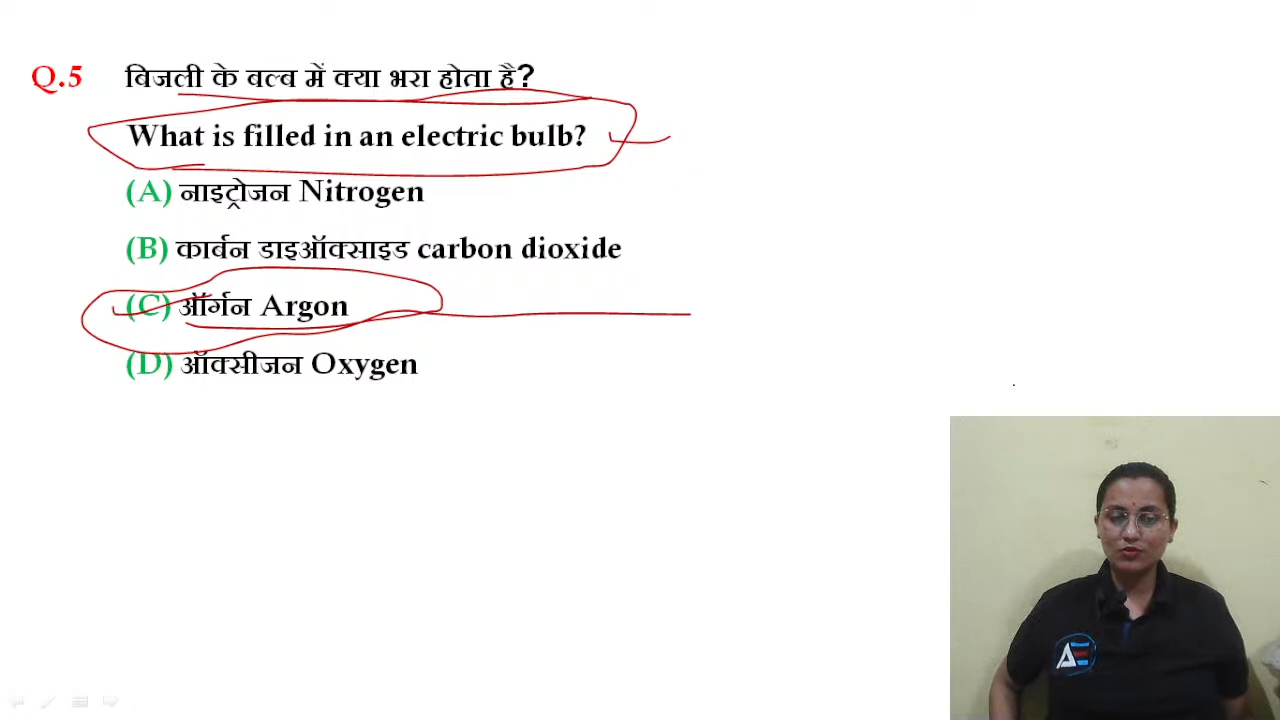 Q.5 बिजली के बल्ब में क्या भरा होता है?
What is filled in an electric bulb?
(A) नाइट्रोजन Nitrogen
(B) कार्बन डाइऑक्साइड carbon dioxide
(C) ऑर्गन Argon
(D) ऑक्सीजन Oxygen
AE